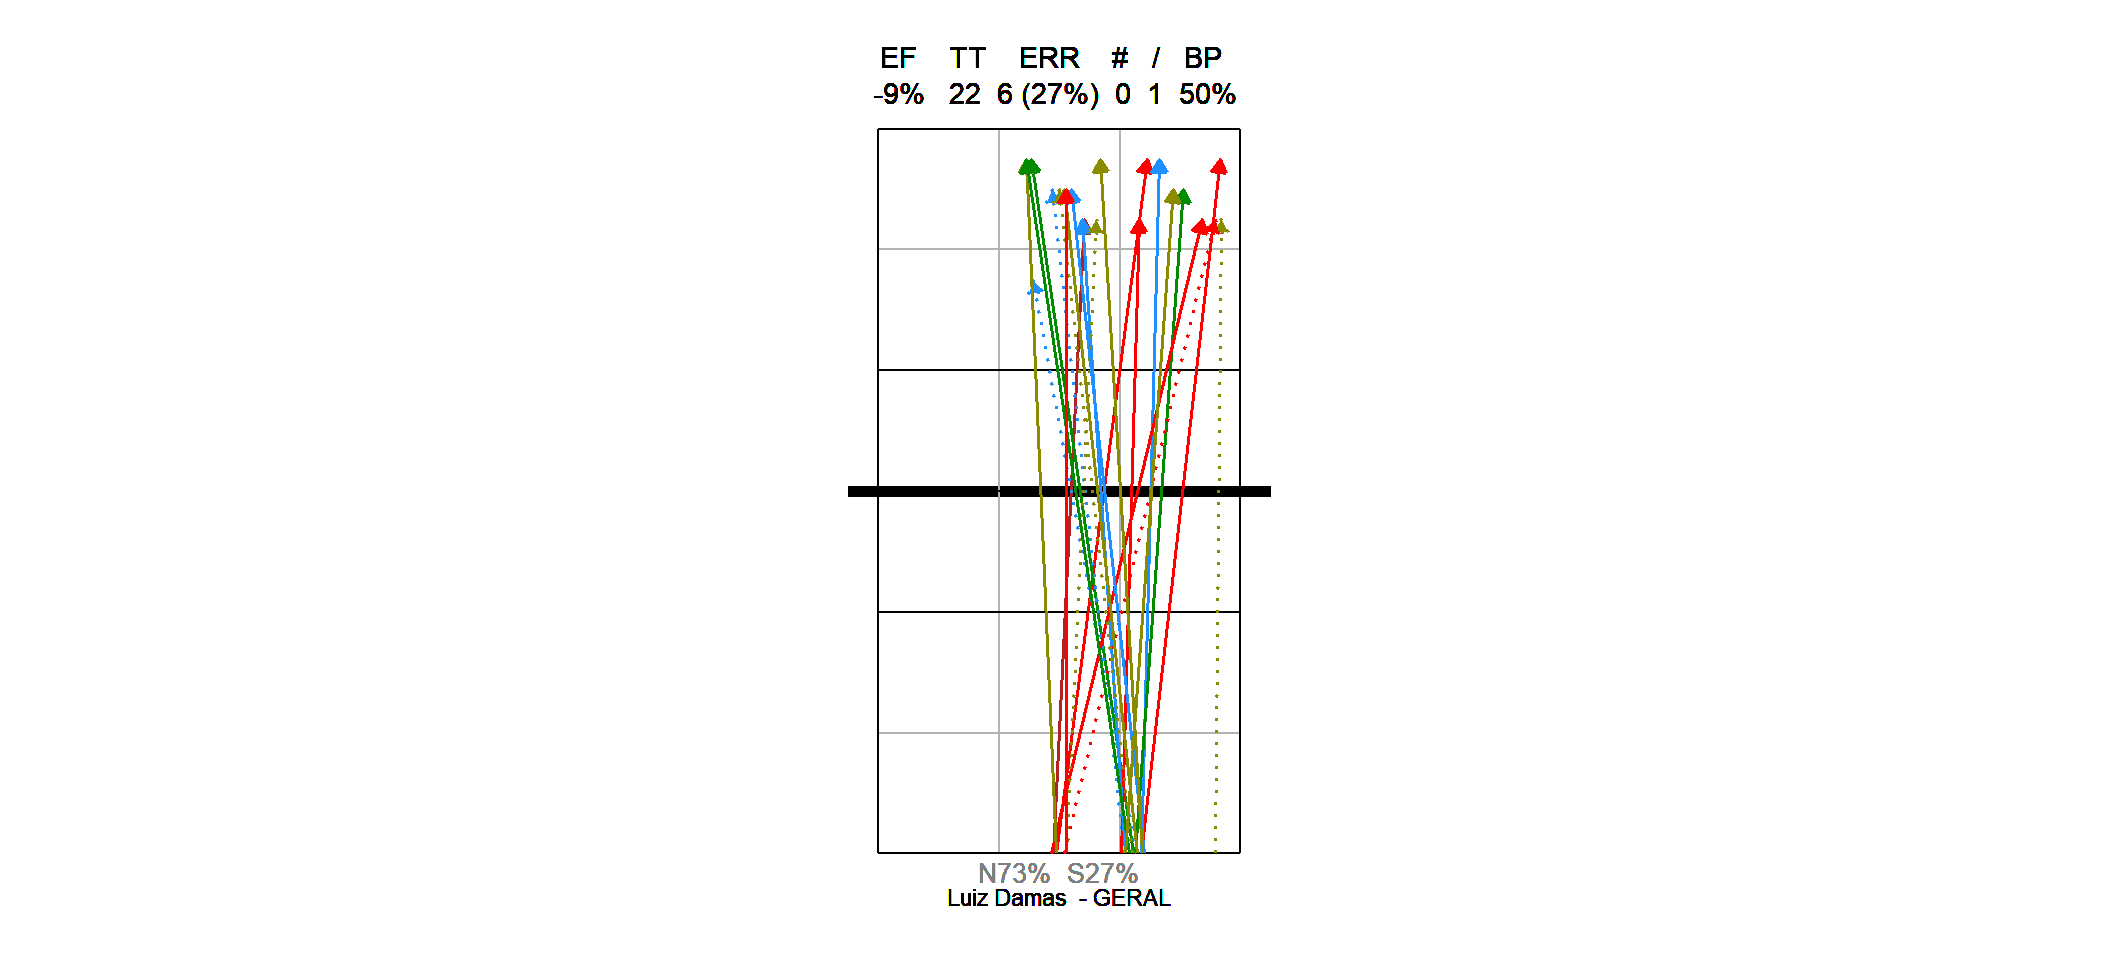 EF TT ERR # / BP
-9% 22 6 (27%) 0 1 50%
N73% S27%
Luiz Damas - GERAL